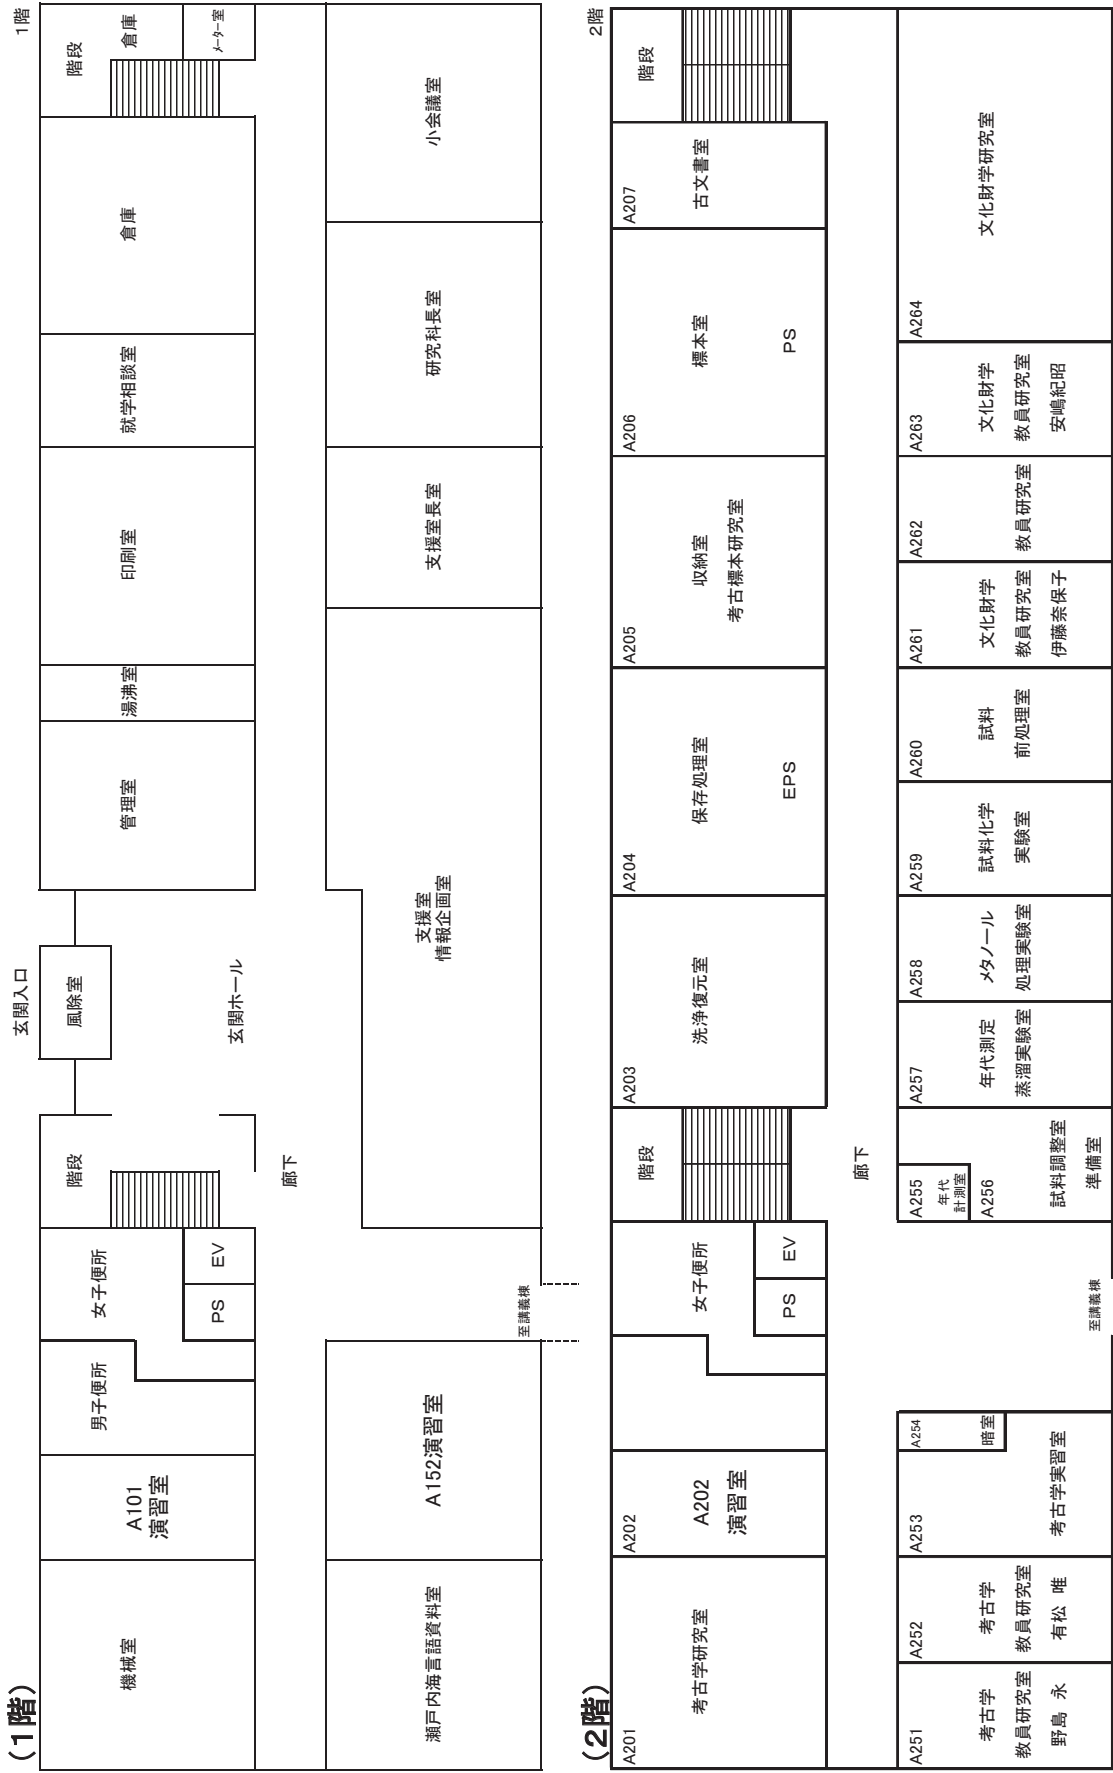 (1階)
1階
機械室
A101
演習室
男子便所
女子便所
PS
EV
階段
玄関入口
風除室
玄関ホール
管理室
湯沸室
印刷室
就学相談室
倉庫
階段
倉庫
メーター室
廊下
瀬戸内海言語資料室
A152演習室
至講義棟
支援室
情報企画室
支援室長室
研究科長室
小会議室
(2階)
2階
A201
考古学研究室
A202
A202
演習室
女子便所
PS
EV
階段
A203
洗浄復元室
A204
保存処理室
EPS
A205
収納室
考古標本研究室
A206
標本室
PS
A207
古文書室
階段
廊下
A251
考古学
教員研究室
野島 永
A252
考古学
教員研究室
有松 唯
A253
考古学実習室
A254
暗室
至講義棟
A255
年代
計測室
A256
試料調整室
準備室
A257
年代測定
蒸溜実験室
A258
メタノール
処理実験室
A259
試料化学
実験室
A260
試料
前処理室
A261
文化財学
教員研究室
伊藤奈保子
A262
教員研究室
A263
文化財学
教員研究室
安嶋紀昭
A264
文化財学研究室